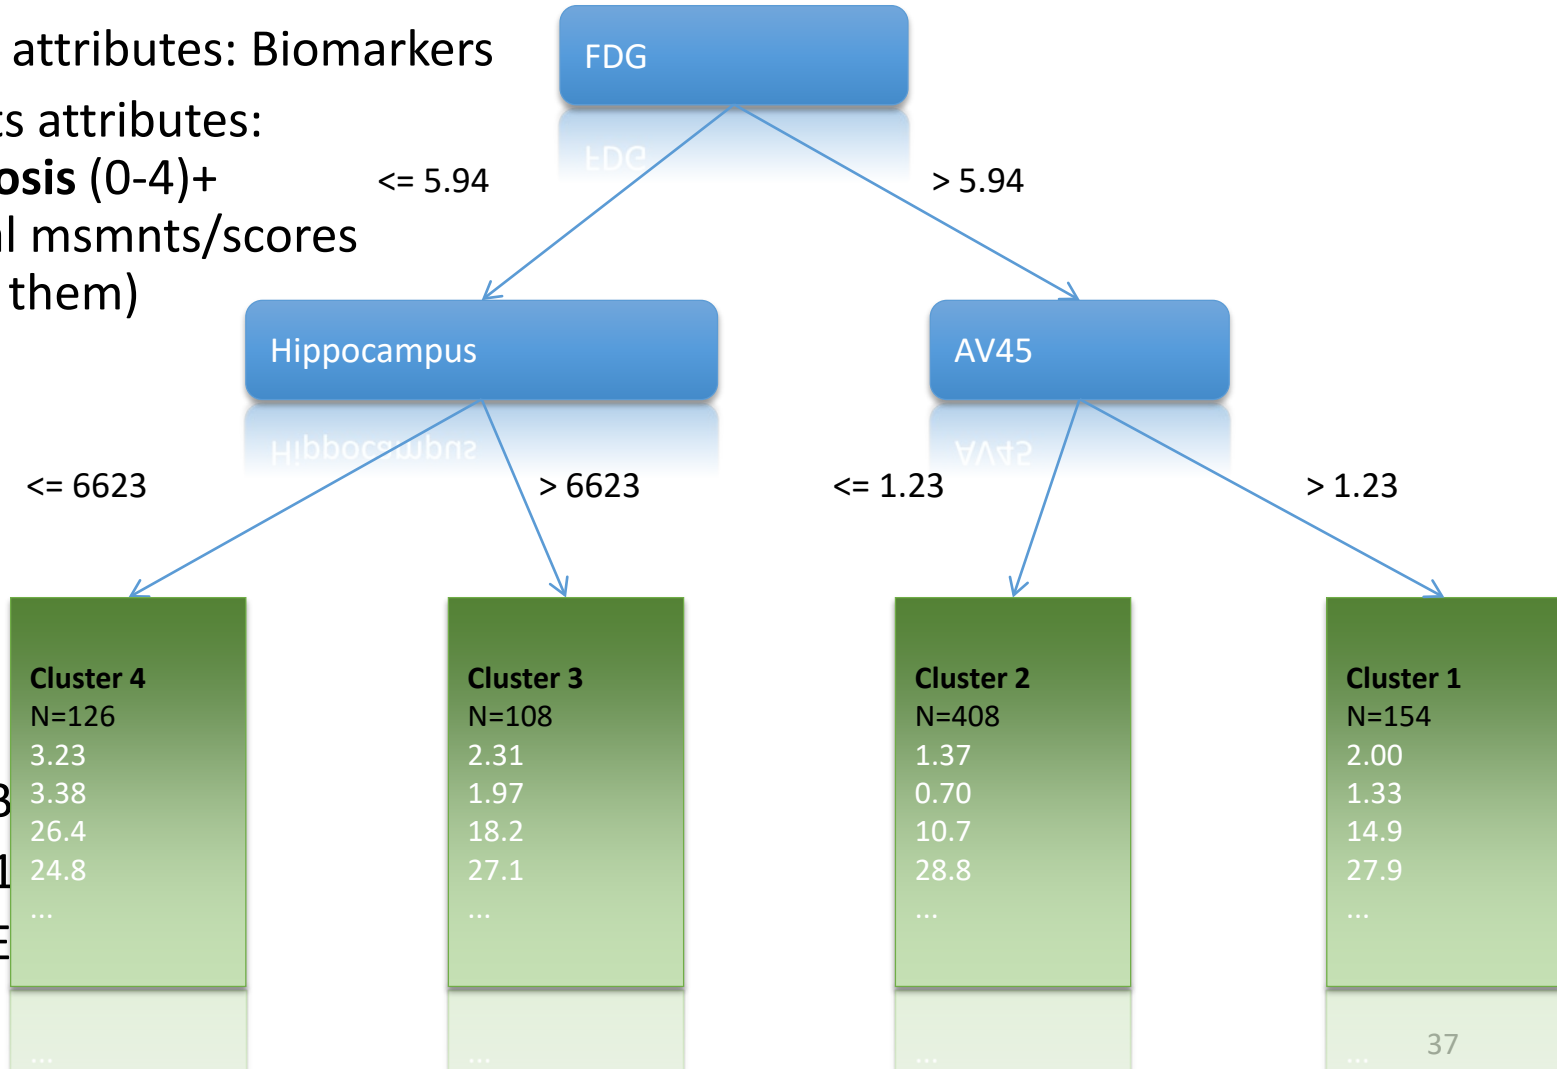 attributes: Biomarkers
ts attributes:
osis (0-4)+
al msmnts/scores
them)
FDG
<= 5.94
> 5.94
Hippocampus
AV45
<= 6623
> 6623
<= 1.23
> 1.23
Cluster 4
N=126
3.23
3.38
26.4
24.8
...
Cluster 3
N=108
2.31
1.97
18.2
27.1
...
Cluster 2
N=408
1.37
0.70
10.7
28.8
...
Cluster 1
N=154
2.00
1.33
14.9
27.9
...
37